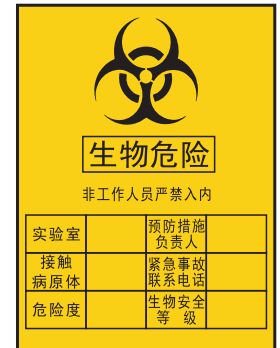 生物危险
非工作人员严禁入内
实验室
预防措施
负责人
接触
病原体
紧急事故
联系电话
危险度
生物安全
等 级